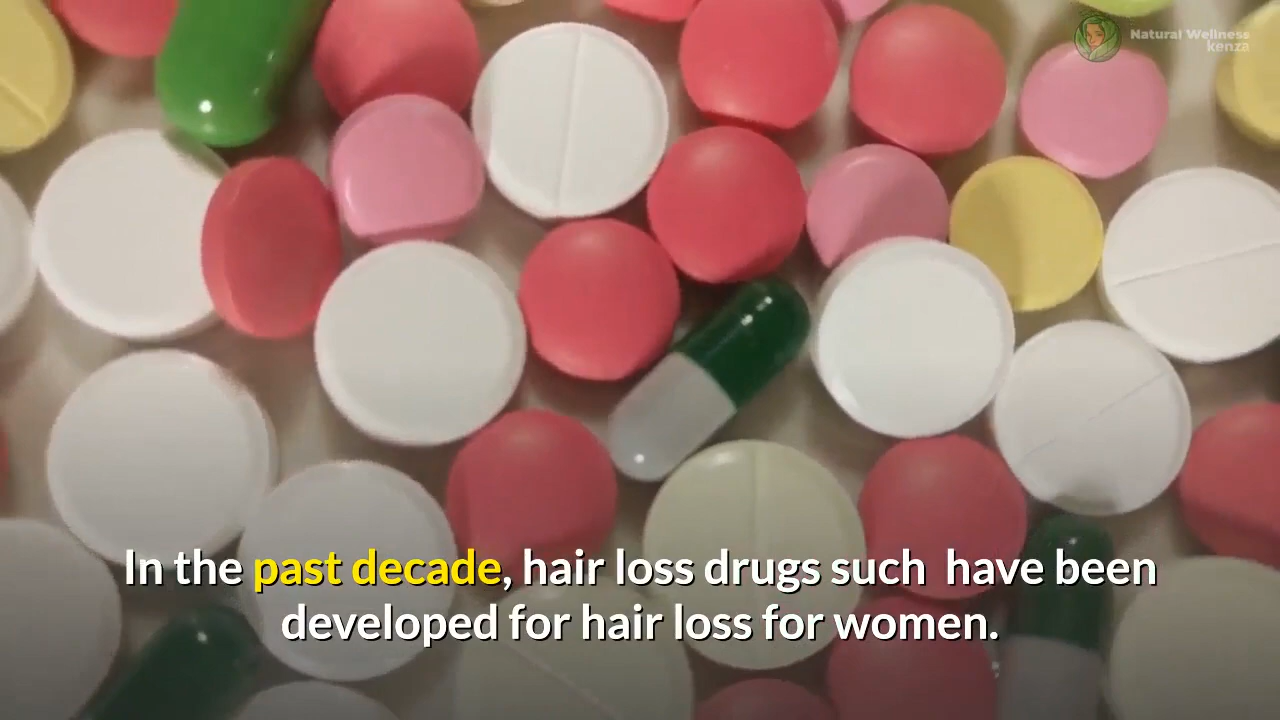 Natural Wellness
kenza
In the past decade, hair loss drugs such  have been
developed for hair loss for women.